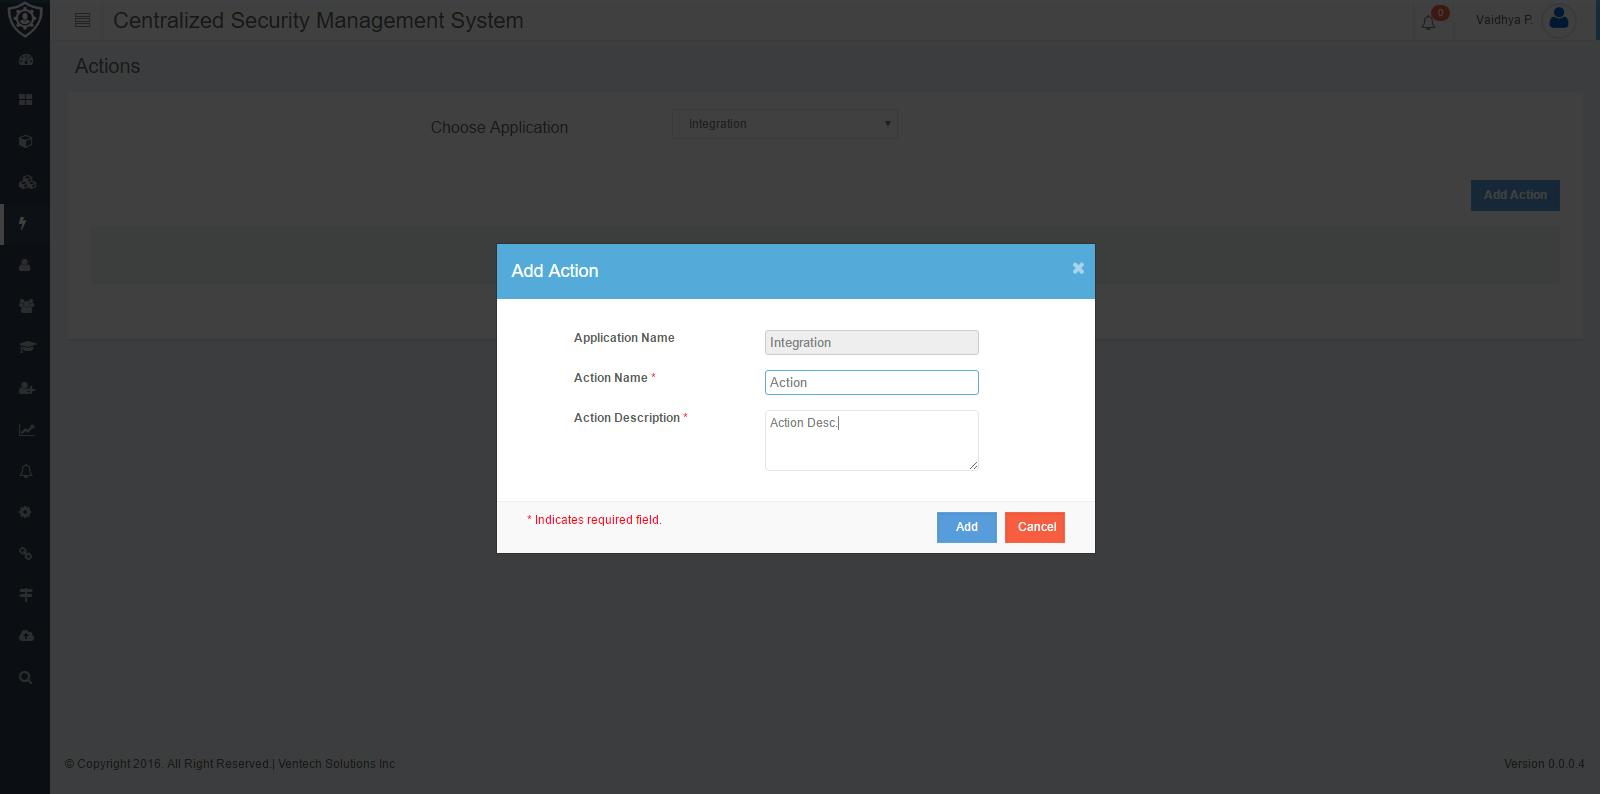 Centralized Security Management System
0
Vaidhya P.
Actions
Choose Application
Integration
Add Action
Add Action
Application Name
Integration
Action Name *
Action
Action Description *
Action Desc.
* Indicates required field.
Add
Cancel
© Copyright 2016. All Right Reserved.| Ventech Solutions Inc
Version 0.0.0.4